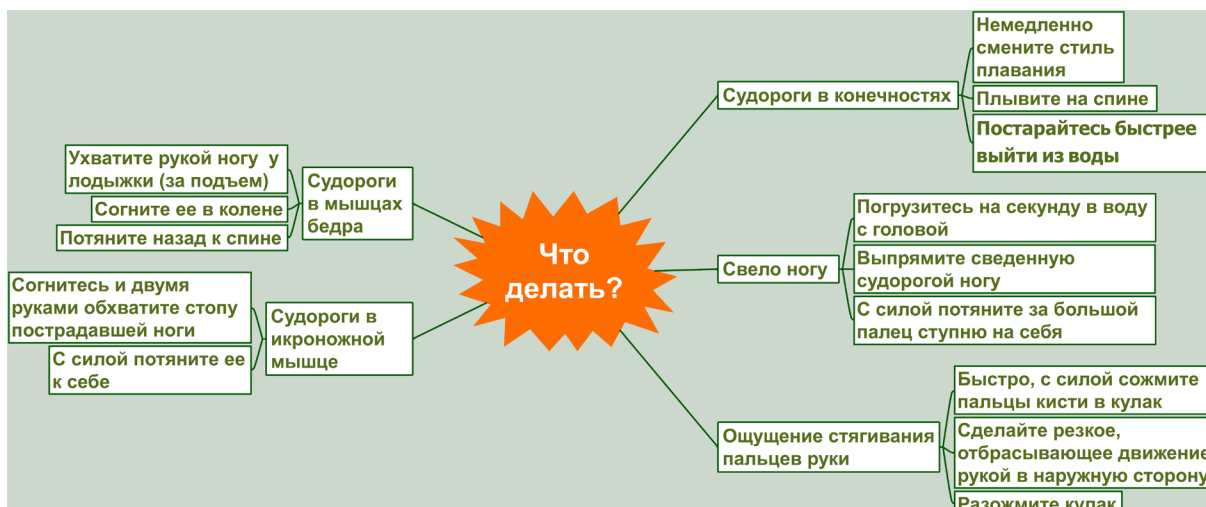 Что
делать?
Судороги в конечностях
Немедленно
смените стиль
плавания
Плывите на спине
Постарайтесь быстрее
выйти из воды
Свело ногу
Погрузитесь на секунду в воду
с головой
Выпрямите сведенную
судорогой ногу
С силой потяните за большой
палец ступню на себя
Ощущение стягивания
пальцев руки
Быстро, с силой сожмите
пальцы кисти в кулак
Сделайте резкое,
отбрасывающее движение
рукой в наружную сторону
Разожмите кулак
Судороги
в мышцах
бедра
Ухватите рукой ногу у
лодыжки (за подъем)
Согните ее в колене
Потяните назад к спине
Судороги в
икроножной
мышце
Согнитесь и двумя
руками обхватите стопу
пострадавшей ноги
С силой потяните ее
к себе